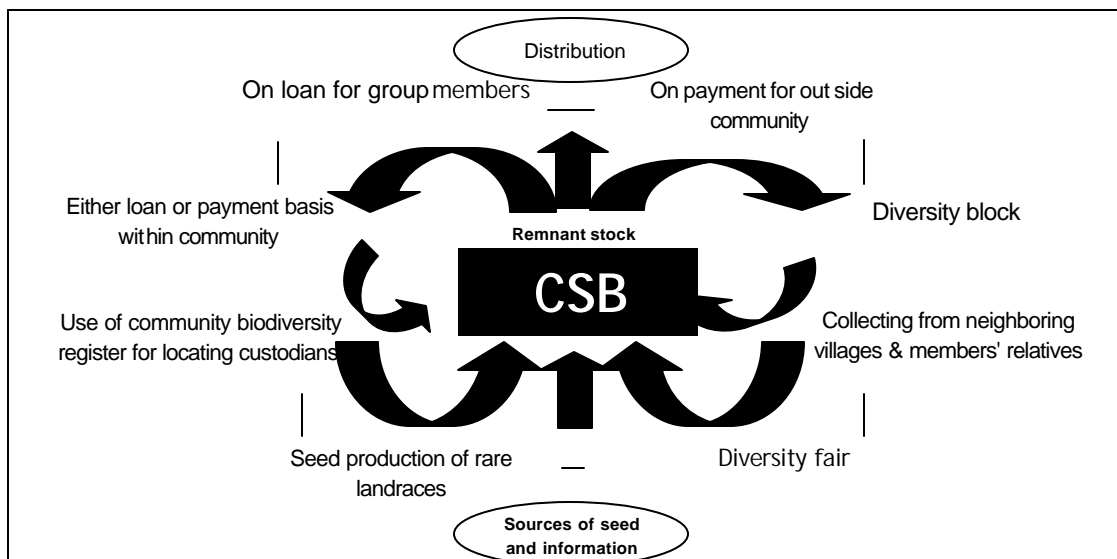 Distribution
On loan for group members
On payment for out side
community
Either loan or payment basis
within community
Diversity block
Remnant stock
CSB
Use of community biodiversity
register for locating custodians
Collecting from neighboring
villages & members' relatives
Seed production of rare
landraces
Diversity fair
Sources of seed
and information